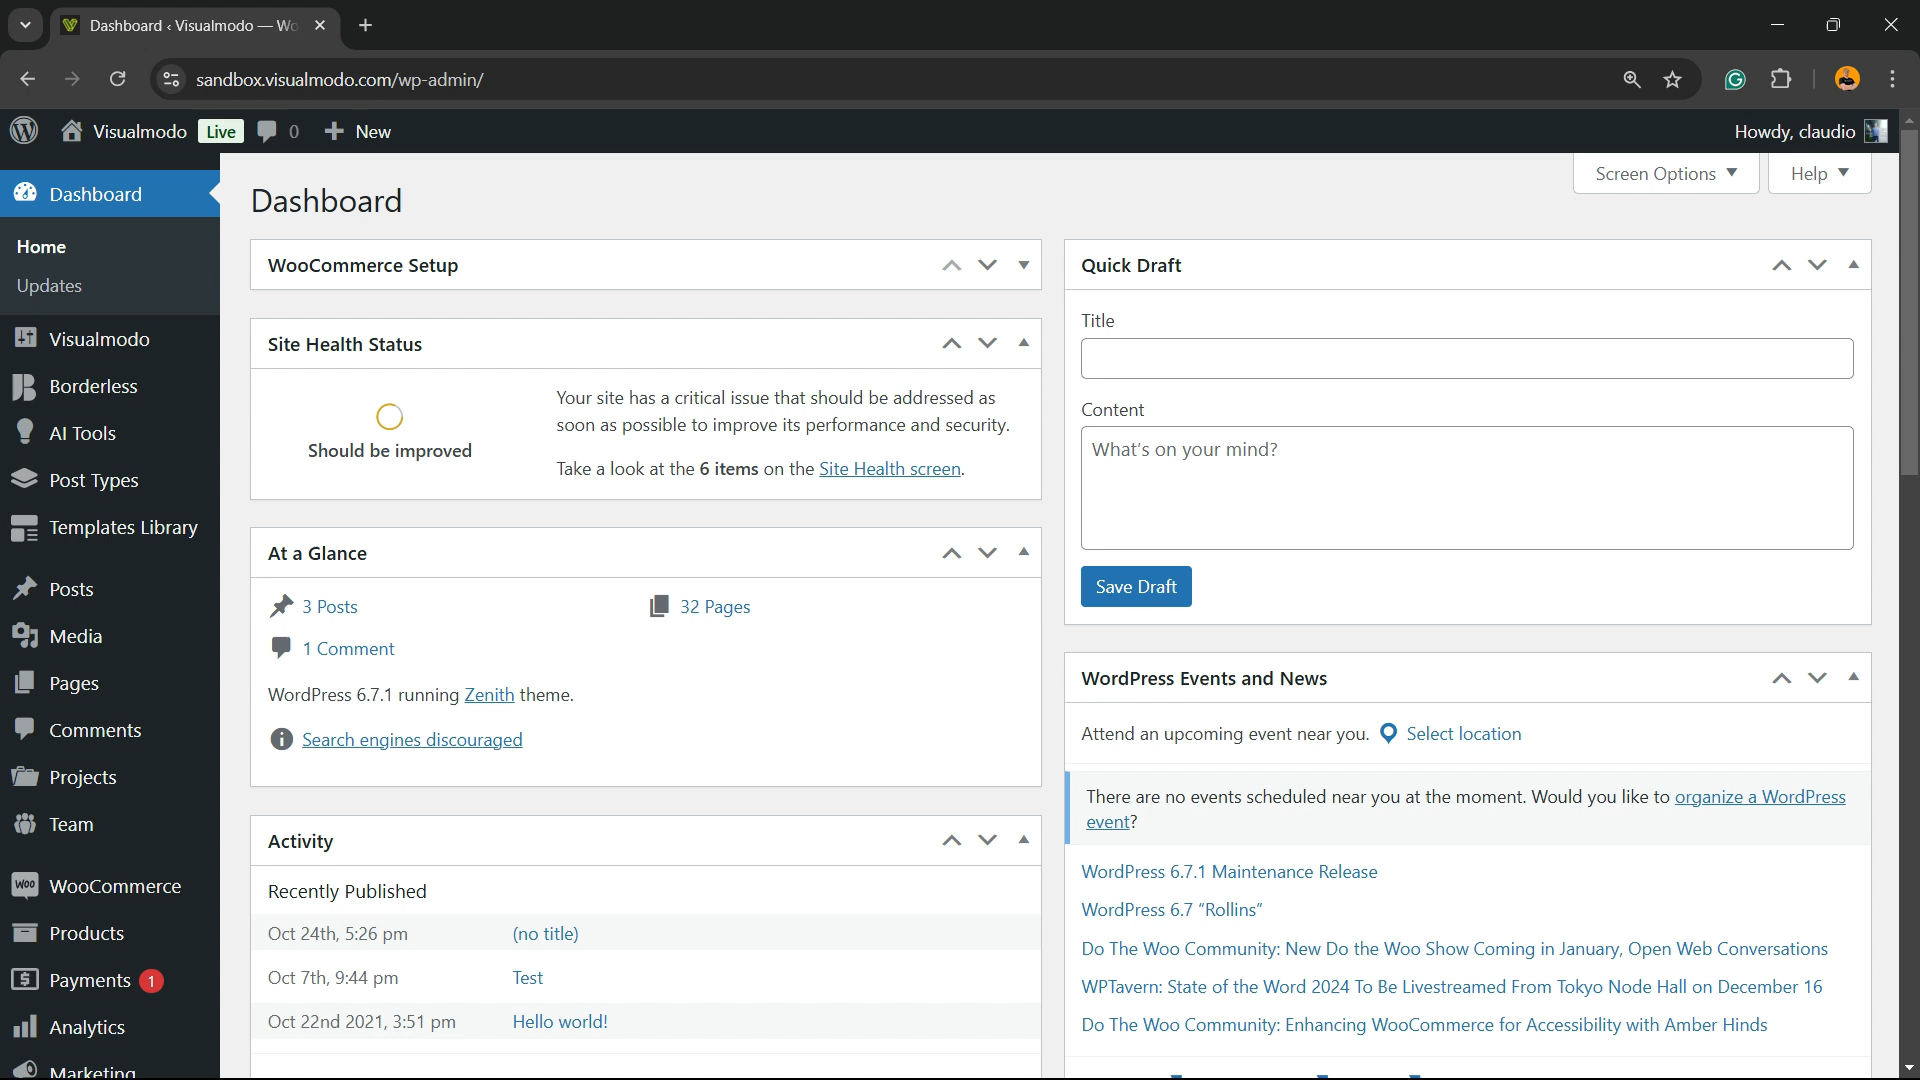 Dashboard ‹ Visualmodo — Wo
sandbox.visualmodo.com/wp-admin/
Visualmodo Live 0 New
Howdy, claudio
Dashboard
Home
Updates
Visualmodo
Borderless
AI Tools
Post Types
Templates Library
Posts
Media
Pages
Comments
Projects
Team
WooCommerce
Products
Payments 1
Analytics
Marketing
Screen Options
Help
Dashboard
WooCommerce Setup
Site Health Status
Should be improved
Your site has a critical issue that should be addressed as
soon as possible to improve its performance and security.
Take a look at the 6 items on the Site Health screen.
At a Glance
3 Posts
32 Pages
1 Comment
WordPress 6.7.1 running Zenith theme.
Search engines discouraged
Activity
Recently Published
Oct 24th, 5:26 pm (no title)
Oct 7th, 9:44 pm Test
Oct 22nd 2021, 3:51 pm Hello world!
Quick Draft
Title
Content
What's on your mind?
Save Draft
WordPress Events and News
Attend an upcoming event near you. Select location
There are no events scheduled near you at the moment. Would you like to organize a WordPress
event?
WordPress 6.7.1 Maintenance Release
WordPress 6.7 “Rollins”
Do The Woo Community: New Do the Woo Show Coming in January, Open Web Conversations
WPTavern: State of the Word 2024 To Be Livestreamed From Tokyo Node Hall on December 16
Do The Woo Community: Enhancing WooCommerce for Accessibility with Amber Hinds